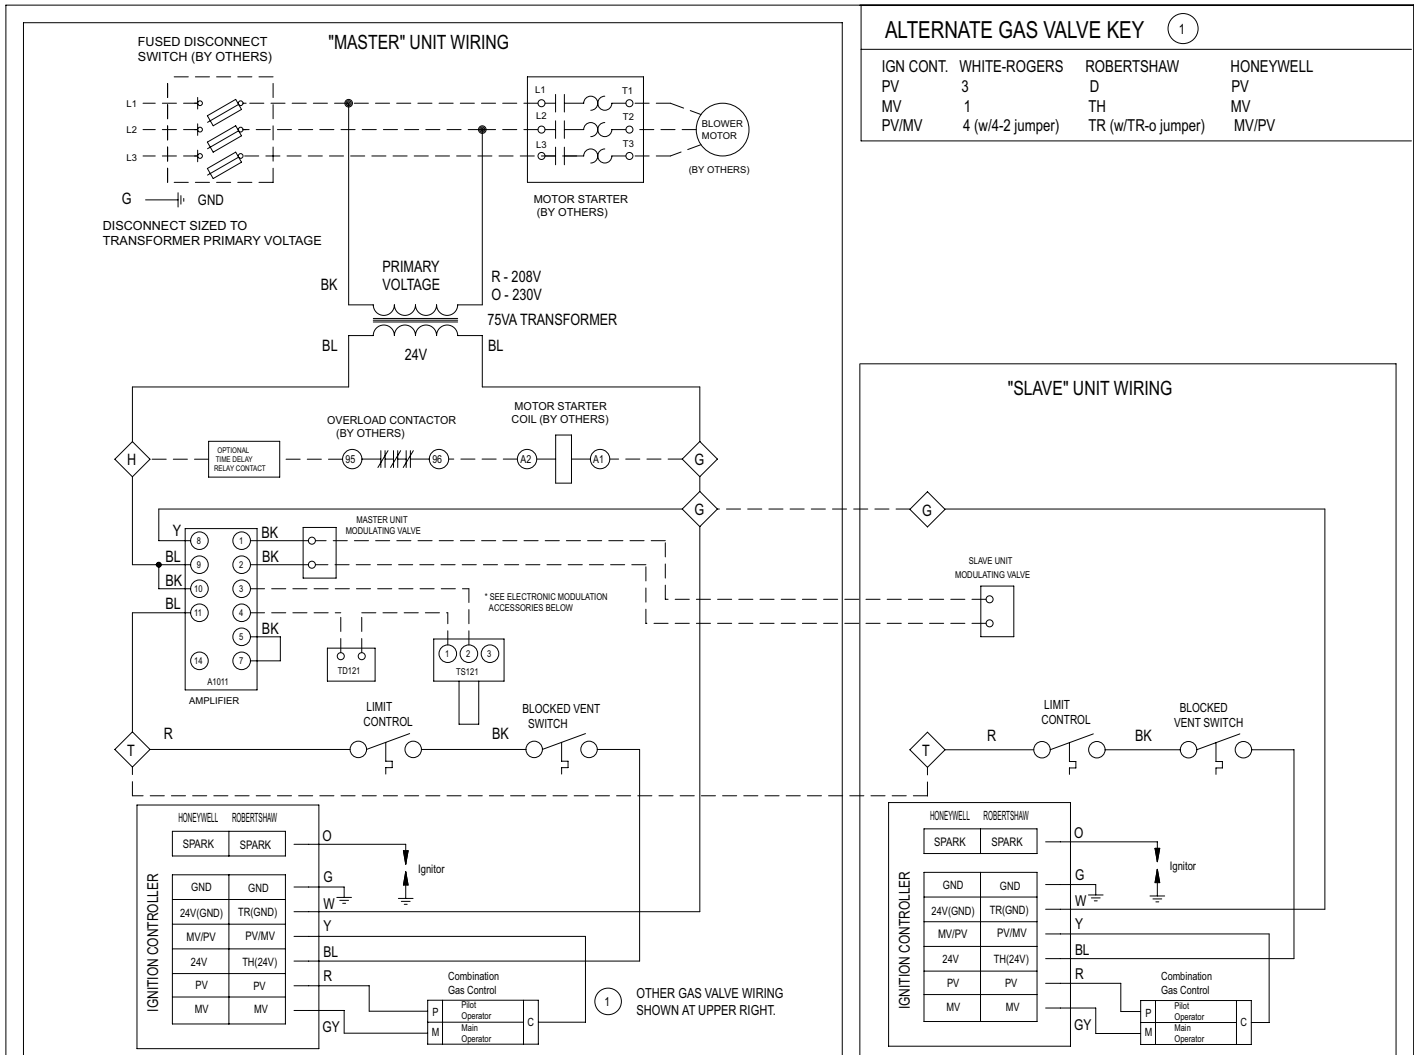 "MASTER" UNIT WIRING
FUSED DISCONNECT
SWITCH (BY OTHERS)
L1
L2
L3
G
GND
DISCONNECT SIZED TO
TRANSFORMER PRIMARY VOLTAGE
L1
T1
L2
T2
L3
T3
BLOWER
MOTOR
(BY OTHERS)
MOTOR STARTER
(BY OTHERS)
BK
PRIMARY
VOLTAGE
R - 208V
O - 230V
75VA TRANSFORMER
BL
24V
BL
OVERLOAD CONTACTOR
(BY OTHERS)
MOTOR STARTER
COIL (BY OTHERS)
H
OPTIONAL
TIME DELAY
RELAY CONTACT
95
96
A2
A1
G
G
Y
8
1
BK
BL
9
2
BK
BK
10
3
BL
11
4
5
BK
14
7
A1011
AMPLIFIER
MASTER UNIT
MODULATING VALVE
* SEE ELECTRONIC MODULATION
ACCESSORIES BELOW
TD121
1
2
3
TS121
T
R
LIMIT
CONTROL
BK
BLOCKED VENT
SWITCH
IGNITION CONTROLLER
HONEYWELL ROBERTSHAW
SPARK SPARK
GND GND
24V(GND) TR(GND)
MV/PV PV/MV
24V TH(24V)
PV PV
MV MV
O
G
W
Y
BL
R
GY
Ignitor
Combination
Gas Control
P
Pilot
Operator
M
Main
Operator
C
1
OTHER GAS VALVE WIRING
SHOWN AT UPPER RIGHT.
ALTERNATE GAS VALVE KEY 1
IGN CONT. WHITE-ROGERS ROBERTSHAW HONEYWELL
PV 3 D PV
MV 1 TH MV
PV/MV 4 (w/4-2 jumper) TR (w/TR-o jumper) MV/PV
"SLAVE" UNIT WIRING
G
SLAVE UNIT
MODULATING VALVE
T
R
LIMIT
CONTROL
BK
BLOCKED
VENT SWITCH
IGNITION CONTROLLER
HONEYWELL ROBERTSHAW
SPARK SPARK
GND GND
24V(GND) TR(GND)
MV/PV PV/MV
24V TH(24V)
PV PV
MV MV
O
G
W
Y
BL
R
GY
Ignitor
Combination
Gas Control
P
Pilot
Operator
M
Main
Operator
C